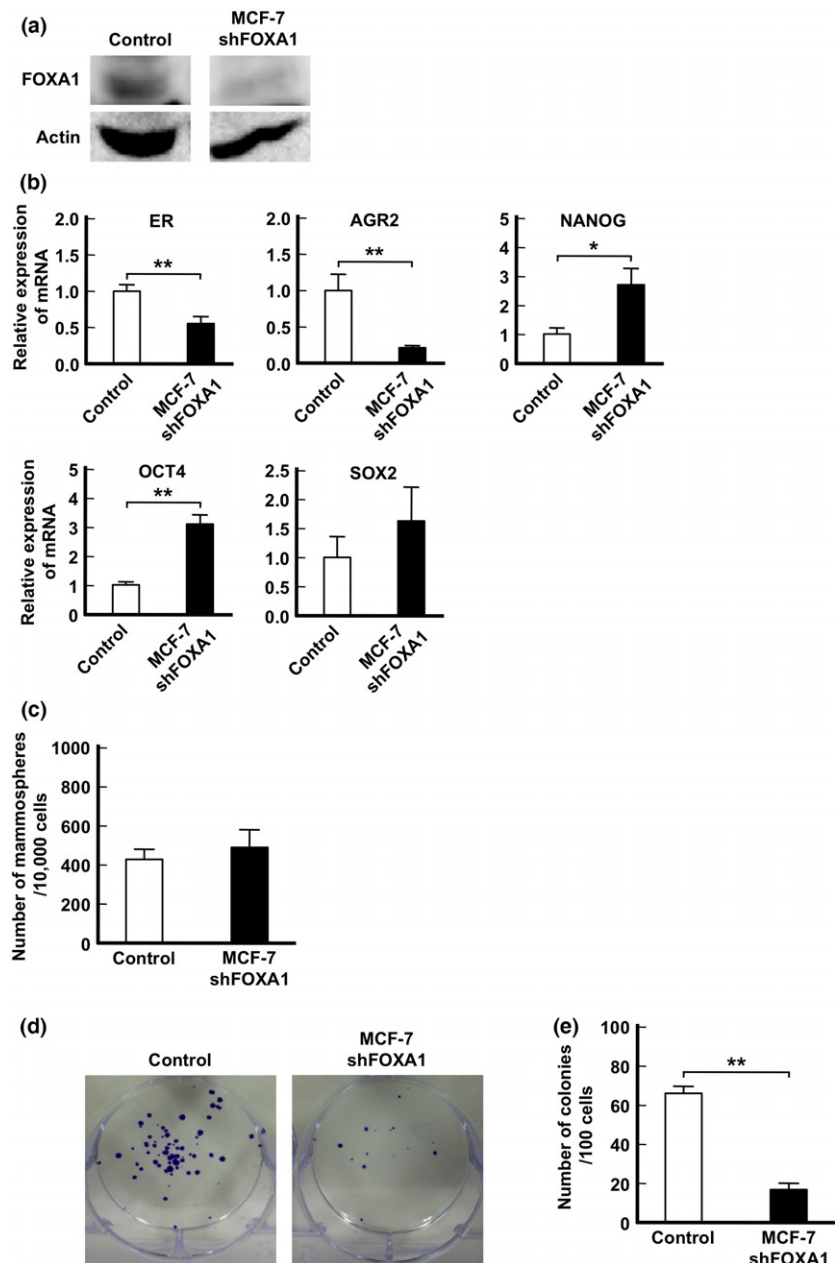 (a)
Control
MCF-7
shFOXA1
FOXA1
Actin
(b)
Relative expression
of mRNA
ER
2.0
1.5
1.0
0.5
0.0
**
Control
MCF-7
shFOXA1
AGR2
2.0
1.5
1.0
0.5
0.0
**
Control
MCF-7
shFOXA1
NANOG
5
4
3
2
1
0
*
Control
MCF-7
shFOXA1
Relative expression
of mRNA
OCT4
5
4
3
2
1
0
**
Control
MCF-7
shFOXA1
SOX2
2.5
2.0
1.5
1.0
0.5
0.0
Control
MCF-7
shFOXA1
(c)
Number of mammospheres
/10,000 cells
1000
800
600
400
200
0
Control
MCF-7
shFOXA1
(d)
Control
MCF-7
shFOXA1
(e)
Number of colonies
/100 cells
100
80
60
40
20
0
**
Control
MCF-7
shFOXA1